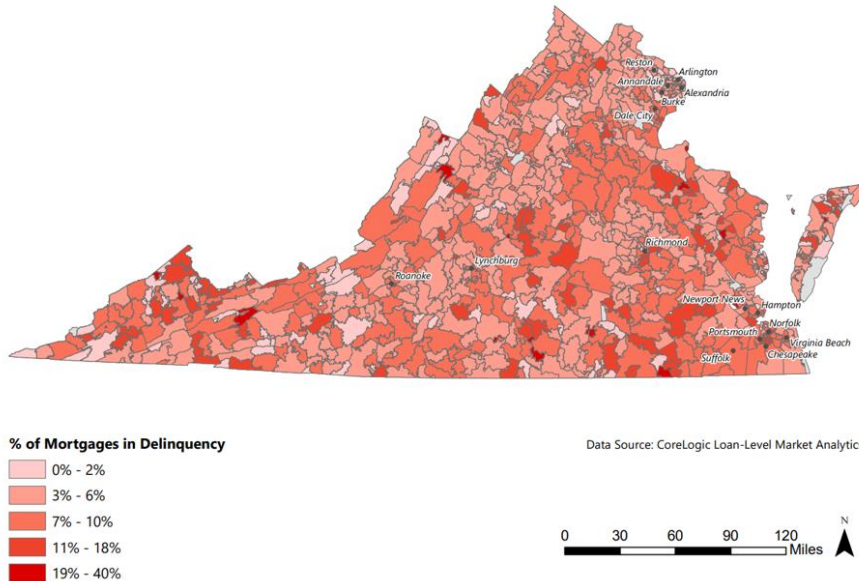 Reston
Arlington
Annandale
Alexandria
Burke
Dale City
Richmond
Lynchburg
Roanoke
Newport News
Hampton
Norfolk
Portsmouth
Virginia Beach
Suffolk
Chesapeake
% of Mortgages in Delinquency
Data Source: CoreLogic Loan-Level Market Analytic
0% - 2%
3% - 6%
7% - 10%
11% - 18%
19% - 40%
N
0 30 60 90 120
Miles